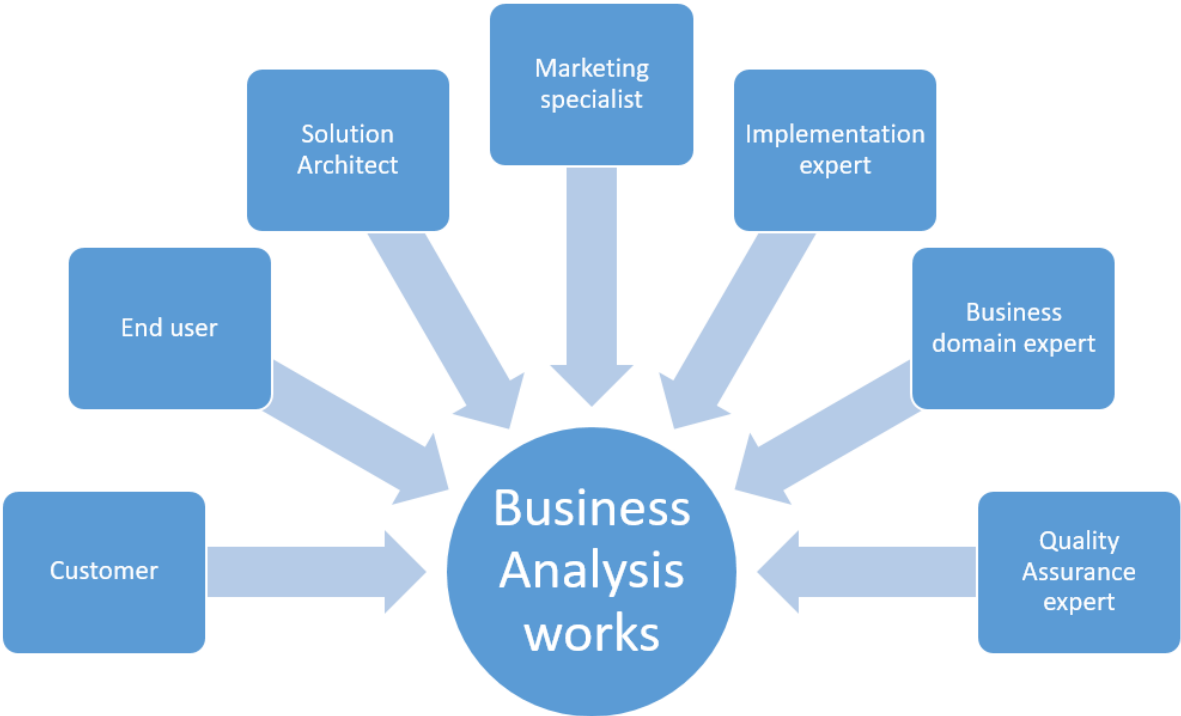 Marketing
specialist
Solution
Architect
Implementation
expert
End user
Business
domain expert
Customer
Business
Analysis
works
Quality
Assurance
expert